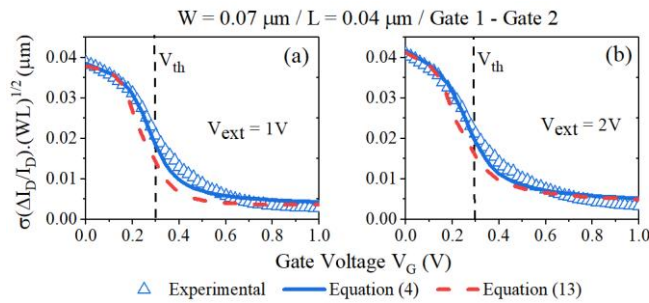 W = 0.07 μm / L = 0.04 μm / Gate 1 - Gate 2
σ(ΔI_D/I_D).(WL)^1/2 (μm)
0.04
0.03
0.02
0.01
0.00
V_th
(a)
V_ext = 1V
0.0 0.2 0.4 0.6 0.8 1.0
0.04
0.03
0.02
0.01
0.00
V_th
(b)
V_ext = 2V
0.0 0.2 0.4 0.6 0.8 1.0
Gate Voltage V_G (V)
Experimental Equation (4) Equation (13)